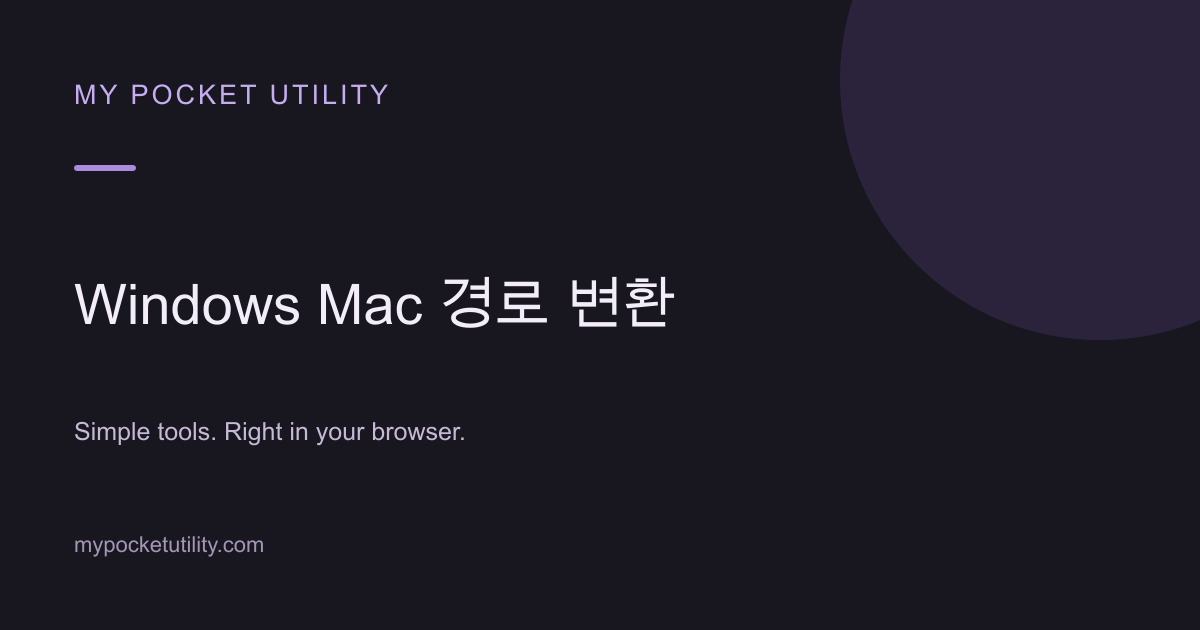 MY POCKET UTILITY
Windows Mac 경로 변환
Simple tools. Right in your browser.
mypocketutility.com